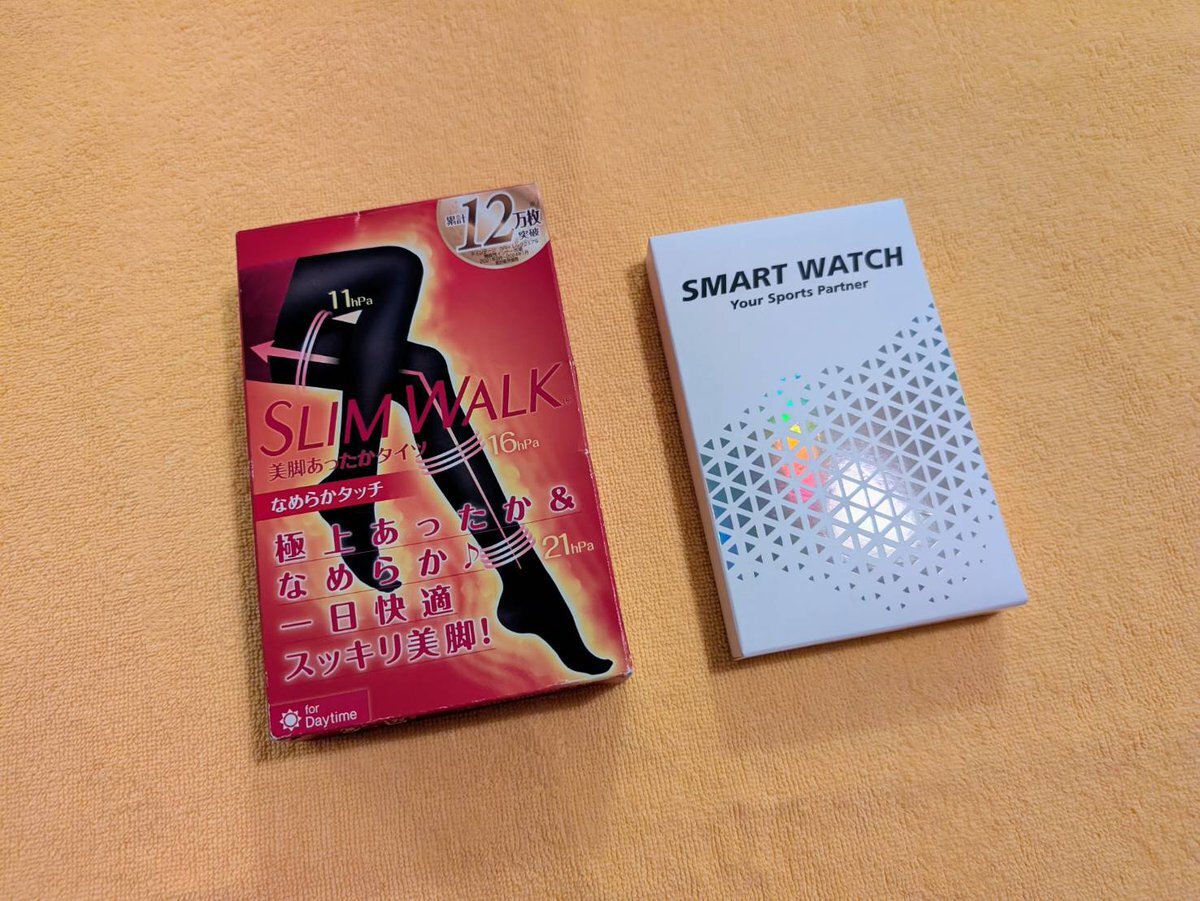 累計
12万枚
突破
11hPa
SLIM WALK
美脚あったかタイツ
16hPa
なめらかタッチ
極上あったか&
なめらか♪
21hPa
一日快適
スッキリ美脚!
for
Daytime
SMART WATCH
Your Sports Partner